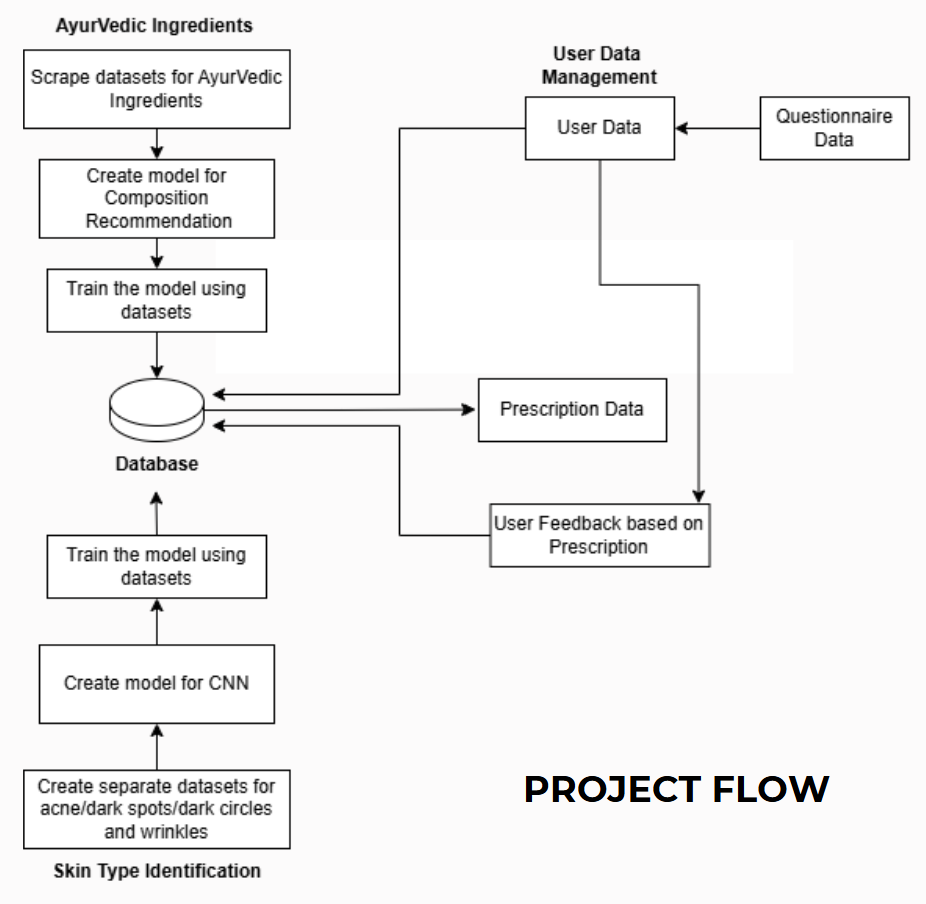 AyurVedic Ingredients
Scrape datasets for AyurVedic
Ingredients
Create model for
Composition
Recommendation
Train the model using
datasets
Database
Train the model using
datasets
Create model for CNN
Create separate datasets for
acne/dark spots/dark circles
and wrinkles
Skin Type Identification
User Data
Management
User Data
Questionnaire
Data
Prescription Data
User Feedback based on
Prescription
PROJECT FLOW